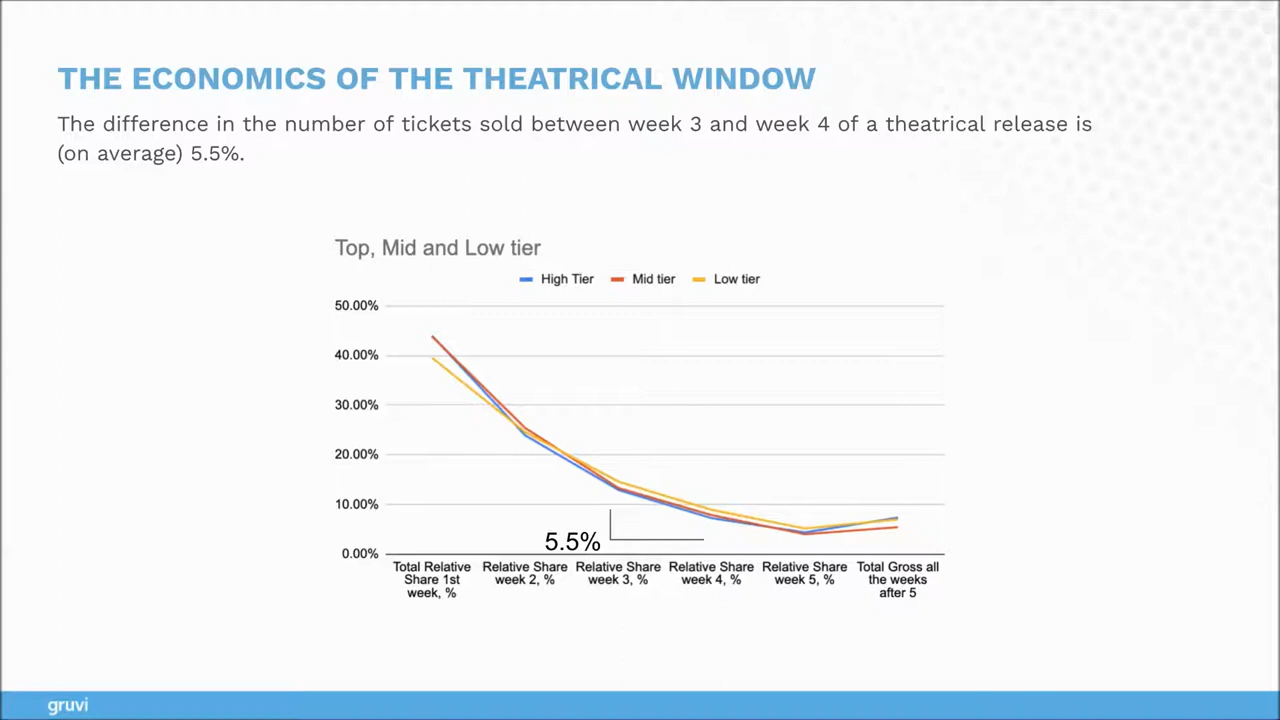 THE ECONOMICS OF THE THEATRICAL WINDOW
The difference in the number of tickets sold between week 3 and week 4 of a theatrical release is
(on average) 5.5%.
Top, Mid and Low tier
High Tier Mid tier Low tier
50.00%
40.00%
30.00%
20.00%
10.00%
0.00%
5.5%
Total Relative
Share 1st
week, %
Relative Share
week 2, %
Relative Share
week 3, %
Relative Share
week 4, %
Relative Share
week 5, %
Total Gross all
the weeks
after 5
gruvi